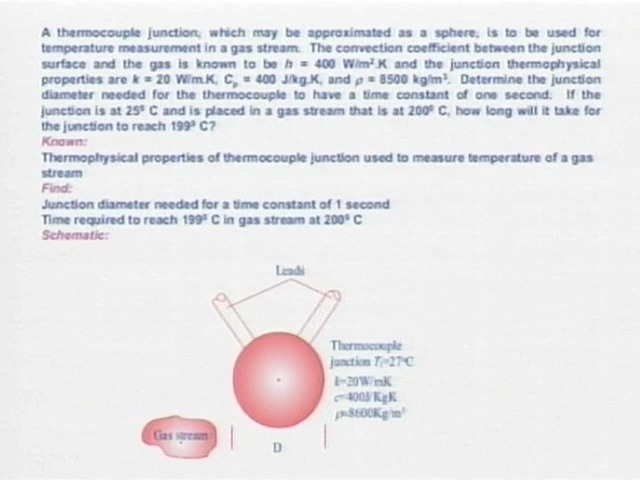 A thermocouple junction, which may be approximated as a sphere, is to be used for
temperature measurement in a gas stream. The convection coefficient between the junction
surface and the gas is known to be h = 400 W/m².K and the junction thermophysical
properties are k = 20 W/m.K, Cₚ = 400 J/kg.K, and ρ = 8500 kg/m³. Determine the junction
diameter needed for the thermocouple to have a time constant of one second. If the
junction is at 25⁰ C and is placed in a gas stream that is at 200⁰ C, how long will it take for
the junction to reach 199⁰ C?
Known:
Thermophysical properties of thermocouple junction used to measure temperature of a gas
stream
Find:
Junction diameter needed for a time constant of 1 second
Time required to reach 199⁰ C in gas stream at 200⁰ C
Schematic:
Leads
Thermocouple
junction Tᵢ=27⁰C
k=20W/mK
c=400J/KgK
ρ=8600Kg/m³
Gas stream
D